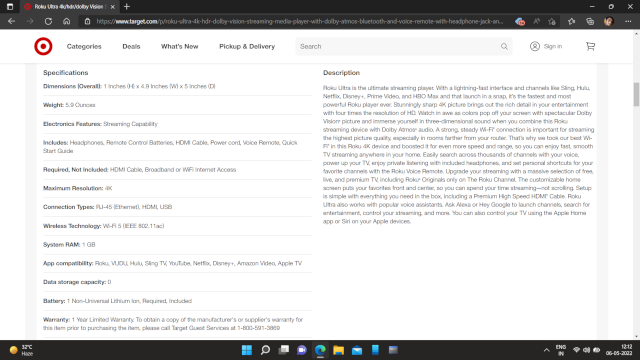 Roku Ultra 4k/hdr/dolby Vision S
https://www.target.com/p/roku-ultra-4k-hdr-dolby-vision-streaming-media-player-with-dolby-atmos-bluetooth-and-voice-remote-with-headphone-jack-an...
Categories Deals What's New Pickup & Delivery Search Sign in
Specifications
Dimensions (Overall): 1 Inches (H) x 4.9 Inches (W) x 5 Inches (D)
Weight: 5.9 Ounces
Electronics Features: Streaming Capability
Includes: Headphones, Remote Control Batteries, HDMI Cable, Power cord, Voice Remote, Quick
Start Guide
Required, Not Included: HDMI Cable, Broadband or WiFi Internet Access
Maximum Resolution: 4K
Connection Types: RJ-45 (Ethernet), HDMI, USB
Wireless Technology: Wi-Fi 5 (IEEE 802.11ac)
System RAM: 1 GB
App compatibility: Roku, VUDU, Hulu, Sling TV, YouTube, Netflix, Disney+, Amazon Video, Apple TV
Data storage capacity: 0
Battery: 1 Non-Universal Lithium Ion, Required, Included
Warranty: 1 Year Limited Warranty. To obtain a copy of the manufacturer's or supplier's warranty for
this item prior to purchasing the item, please call Target Guest Services at 1-800-591-3869
Description
Roku Ultra is the ultimate streaming player. With a lightning-fast interface and channels like Sling, Hulu,
Netflix, Disney+, Prime Video, and HBO Max and that launch in a snap, it's the fastest and most
powerful Roku player ever. Stunningly sharp 4K picture brings out the rich detail in your entertainment
with four times the resolution of HD. Watch in awe as colors pop off your screen with spectacular Dolby
Vision® picture and immerse yourself in three-dimensional sound when you combine this Roku
streaming device with Dolby Atmos® audio. A strong, steady Wi-Fi® connection is important for streaming
the highest picture quality, especially in rooms farther from your router. That's why we took our best Wi-
Fi® in this Roku 4K device and boosted it for even more speed and range, so you can enjoy fast, smooth
TV streaming anywhere in your home. Easily search across thousands of channels with your voice,
power up your TV, enjoy private listening with included headphones, and set personal shortcuts for your
favorite channels with the Roku Voice Remote. Upgrade your streaming with a massive selection of free,
live, and premium TV, including Roku® Originals only on The Roku Channel. The customizable home
screen puts your favorites front and center, so you can spend your time streaming—not scrolling. Setup
is simple with everything you need in the box, including a Premium High Speed HDMI® Cable. Roku
Ultra also works with popular voice assistants. Ask Alexa or Hey Google to launch channels, search for
entertainment, control your streaming, and more. You can also control your TV using the Apple Home
app or Siri on your Apple devices.
32°C
Haze
ENG
IN
12:12
06-05-2022